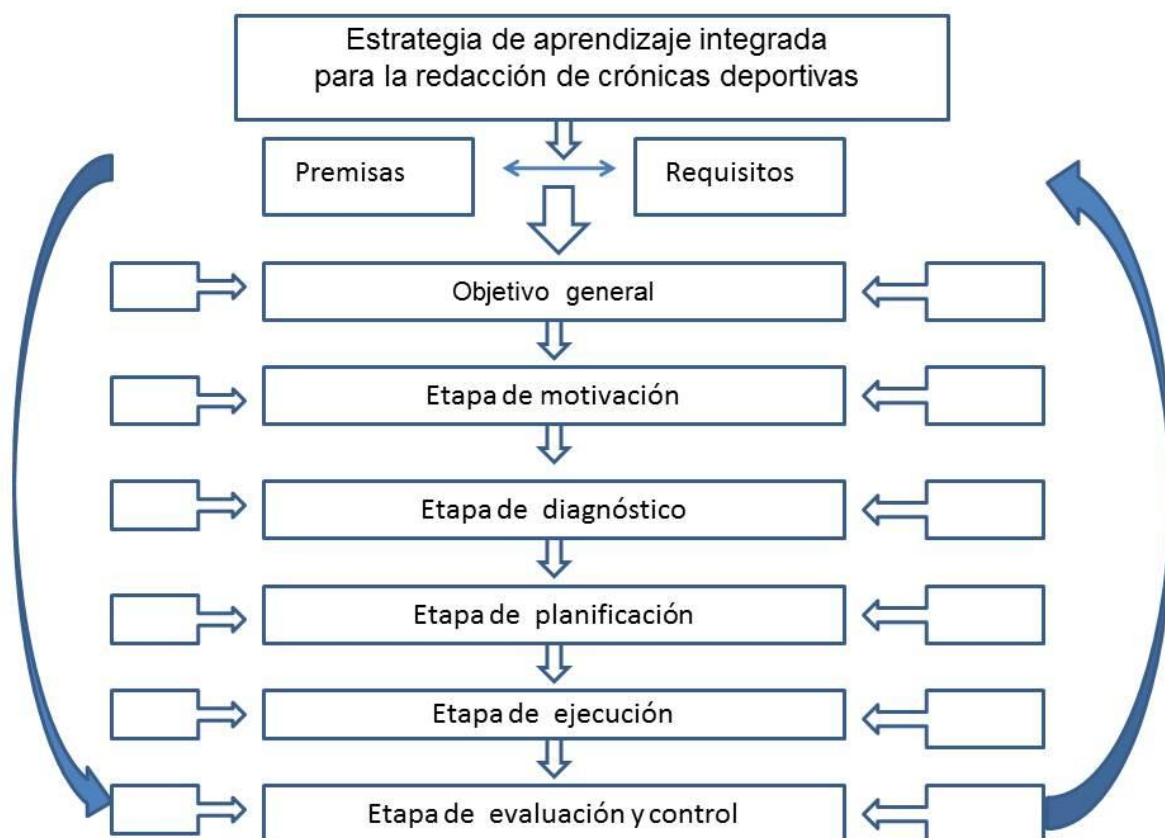 Estrategia de aprendizaje integrada
para la redacción de crónicas deportivas
Premisas
Requisitos
Objetivo general
Etapa de motivación
Etapa de diagnóstico
Etapa de planificación
Etapa de ejecución
Etapa de evaluación y control